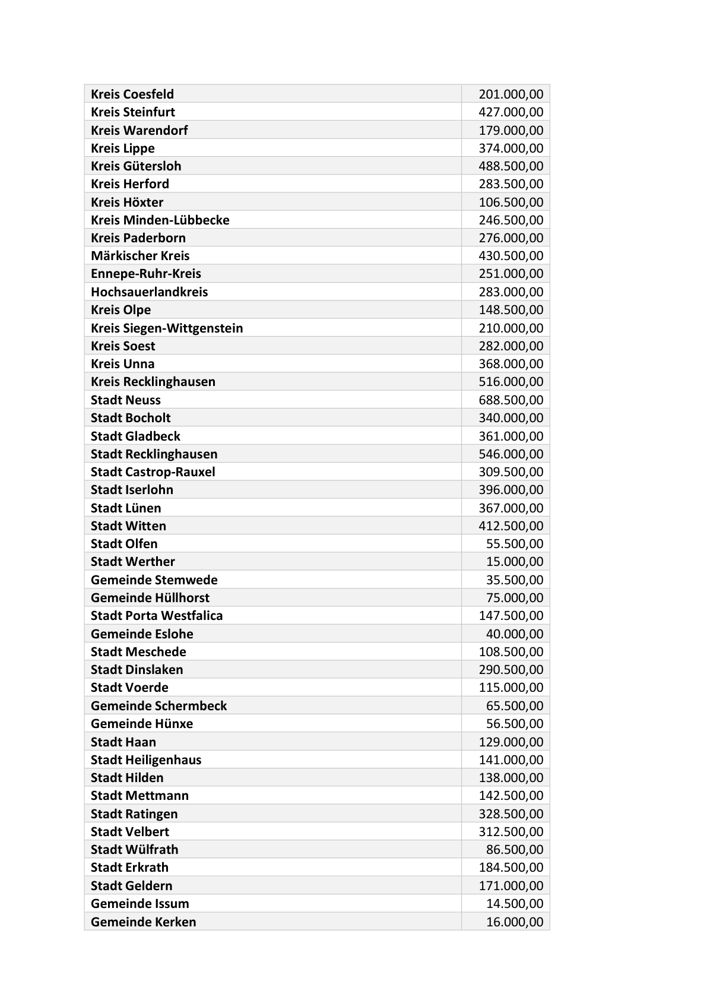 Kreis Coesfeld 201.000,00
Kreis Steinfurt 427.000,00
Kreis Warendorf 179.000,00
Kreis Lippe 374.000,00
Kreis Gütersloh 488.500,00
Kreis Herford 283.500,00
Kreis Höxter 106.500,00
Kreis Minden-Lübbecke 246.500,00
Kreis Paderborn 276.000,00
Märkischer Kreis 430.500,00
Ennepe-Ruhr-Kreis 251.000,00
Hochsauerlandkreis 283.000,00
Kreis Olpe 148.500,00
Kreis Siegen-Wittgenstein 210.000,00
Kreis Soest 282.000,00
Kreis Unna 368.000,00
Kreis Recklinghausen 516.000,00
Stadt Neuss 688.500,00
Stadt Bocholt 340.000,00
Stadt Gladbeck 361.000,00
Stadt Recklinghausen 546.000,00
Stadt Castrop-Rauxel 309.500,00
Stadt Iserlohn 396.000,00
Stadt Lünen 367.000,00
Stadt Witten 412.500,00
Stadt Olfen 55.500,00
Stadt Werther 15.000,00
Gemeinde Stemwede 35.500,00
Gemeinde Hüllhorst 75.000,00
Stadt Porta Westfalica 147.500,00
Gemeinde Eslohe 40.000,00
Stadt Meschede 108.500,00
Stadt Dinslaken 290.500,00
Stadt Voerde 115.000,00
Gemeinde Schermbeck 65.500,00
Gemeinde Hünxe 56.500,00
Stadt Haan 129.000,00
Stadt Heiligenhaus 141.000,00
Stadt Hilden 138.000,00
Stadt Mettmann 142.500,00
Stadt Ratingen 328.500,00
Stadt Velbert 312.500,00
Stadt Wülfrath 86.500,00
Stadt Erkrath 184.500,00
Stadt Geldern 171.000,00
Gemeinde Issum 14.500,00
Gemeinde Kerken 16.000,00